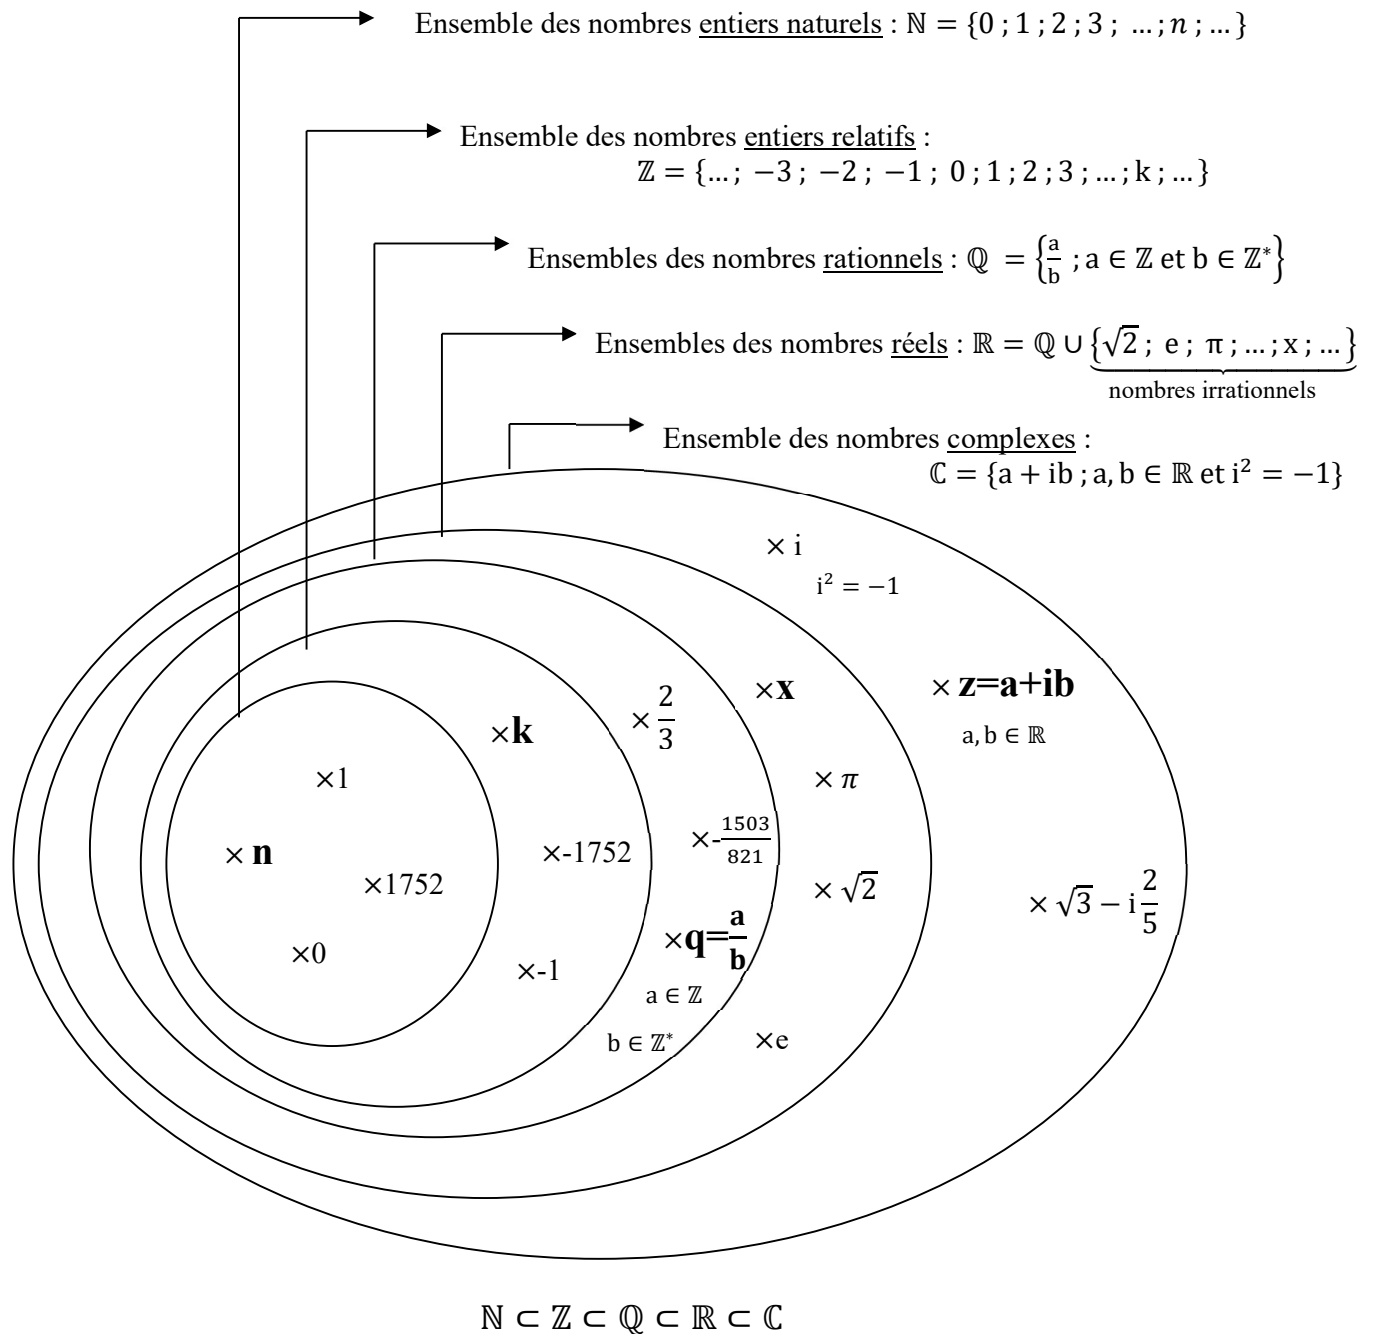 Ensemble des nombres entiers naturels : ℕ = {0 ; 1 ; 2 ; 3 ; … ; n ; … }
Ensemble des nombres entiers relatifs :
ℤ = {… ; −3 ; −2 ; −1 ; 0 ; 1 ; 2 ; 3 ; … ; k ; … }
Ensembles des nombres rationnels : ℚ = {a/b ; a ∈ ℤ et b ∈ ℤ*}
Ensembles des nombres réels : ℝ = ℚ ∪ {√2 ; e ; π ; … ; x ; … }
nombres irrationnels
Ensemble des nombres complexes :
ℂ = {a + ib ; a, b ∈ ℝ et i² = −1}
× i
i² = −1
×x
× z=a+ib
× 2/3
×k
a, b ∈ ℝ
×1
× π
×-1503/821
× n
×-1752
×1752
× √2
× √3 − i 2/5
×q=a/b
×0
×-1
a ∈ ℤ
b ∈ ℤ*
×e
ℕ ⊂ ℤ ⊂ ℚ ⊂ ℝ ⊂ ℂ